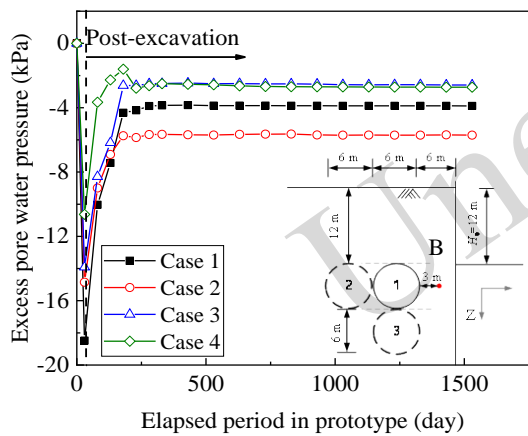 Excess pore water pressure (kPa)
0
-4
-8
-12
-16
-20
Post-excavation
6 m
6 m
6 m
12 m
B
3 m
2
1
3
6 m
Z
Case 1
Case 2
Case 3
Case 4
0
500
1000
1500
Elapsed period in prototype (day)